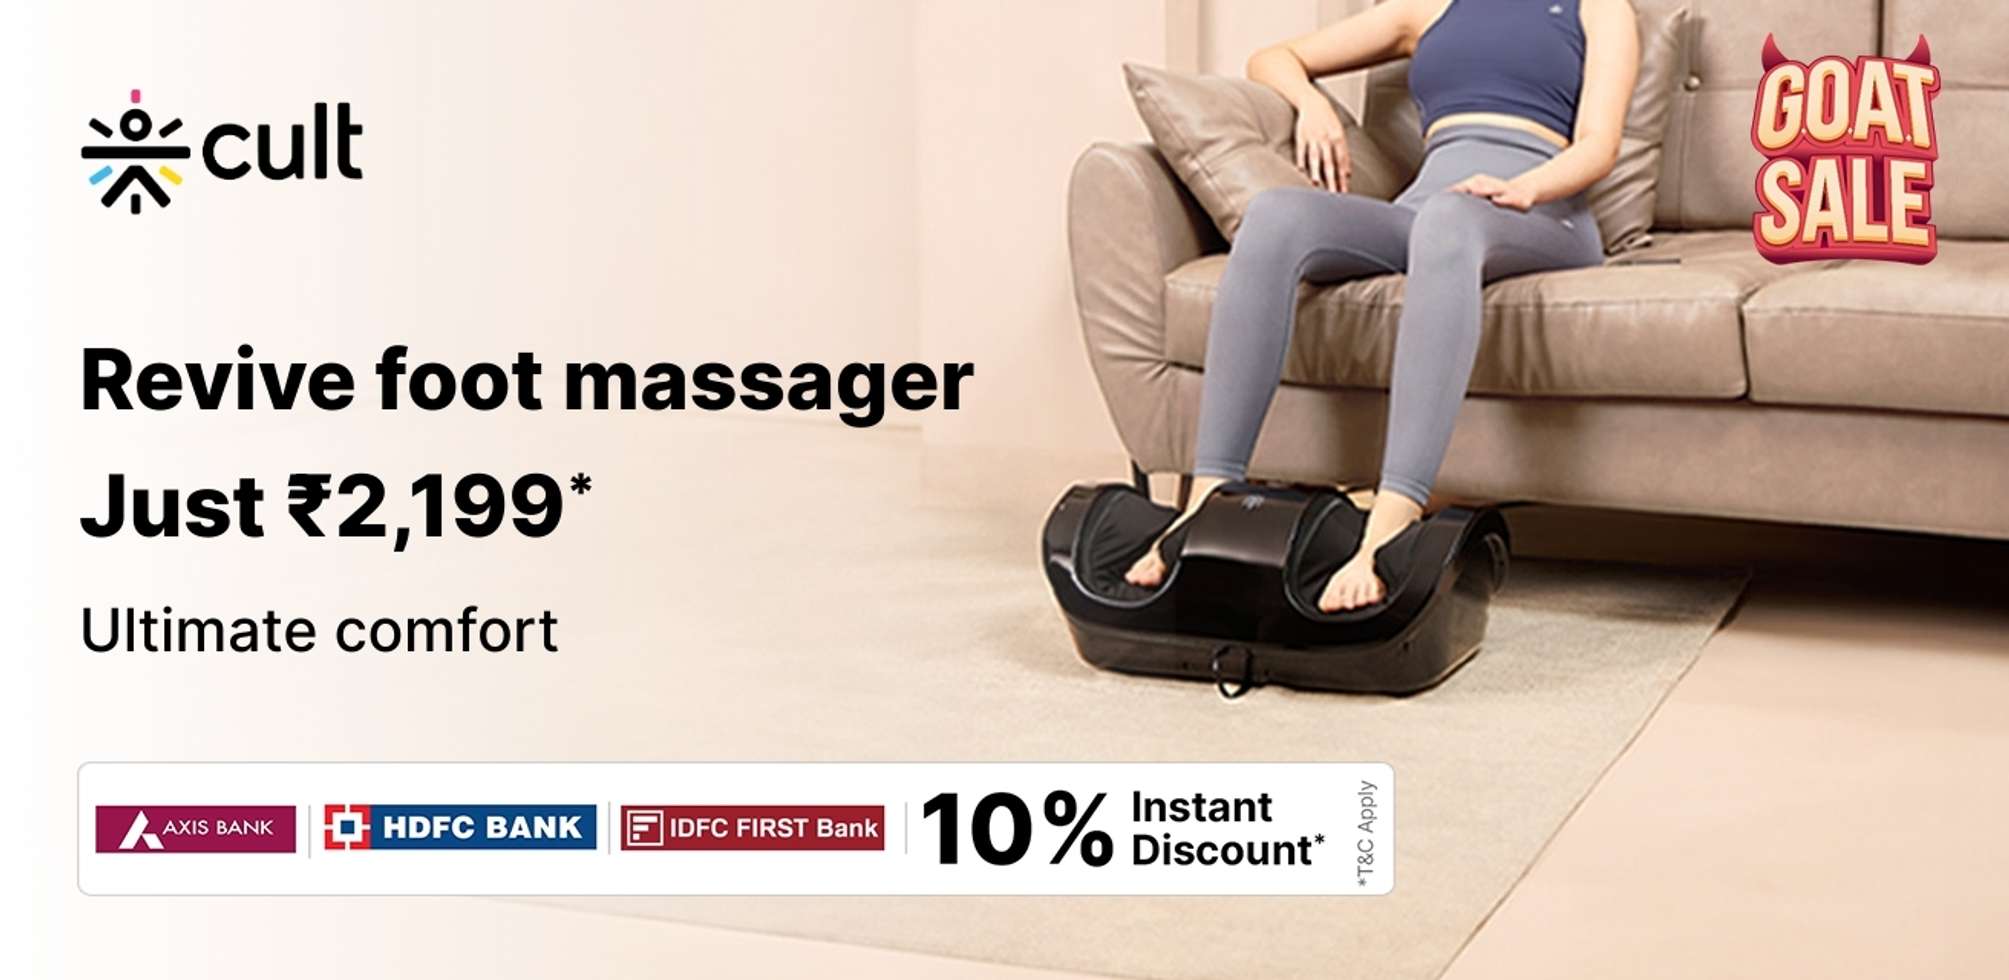 cult
G.O.A.T
SALE
Revive foot massager
Just ₹2,199*
Ultimate comfort
AXIS BANK
HDFC BANK
IDFC FIRST Bank
10%
Instant
Discount*
*T&C Apply